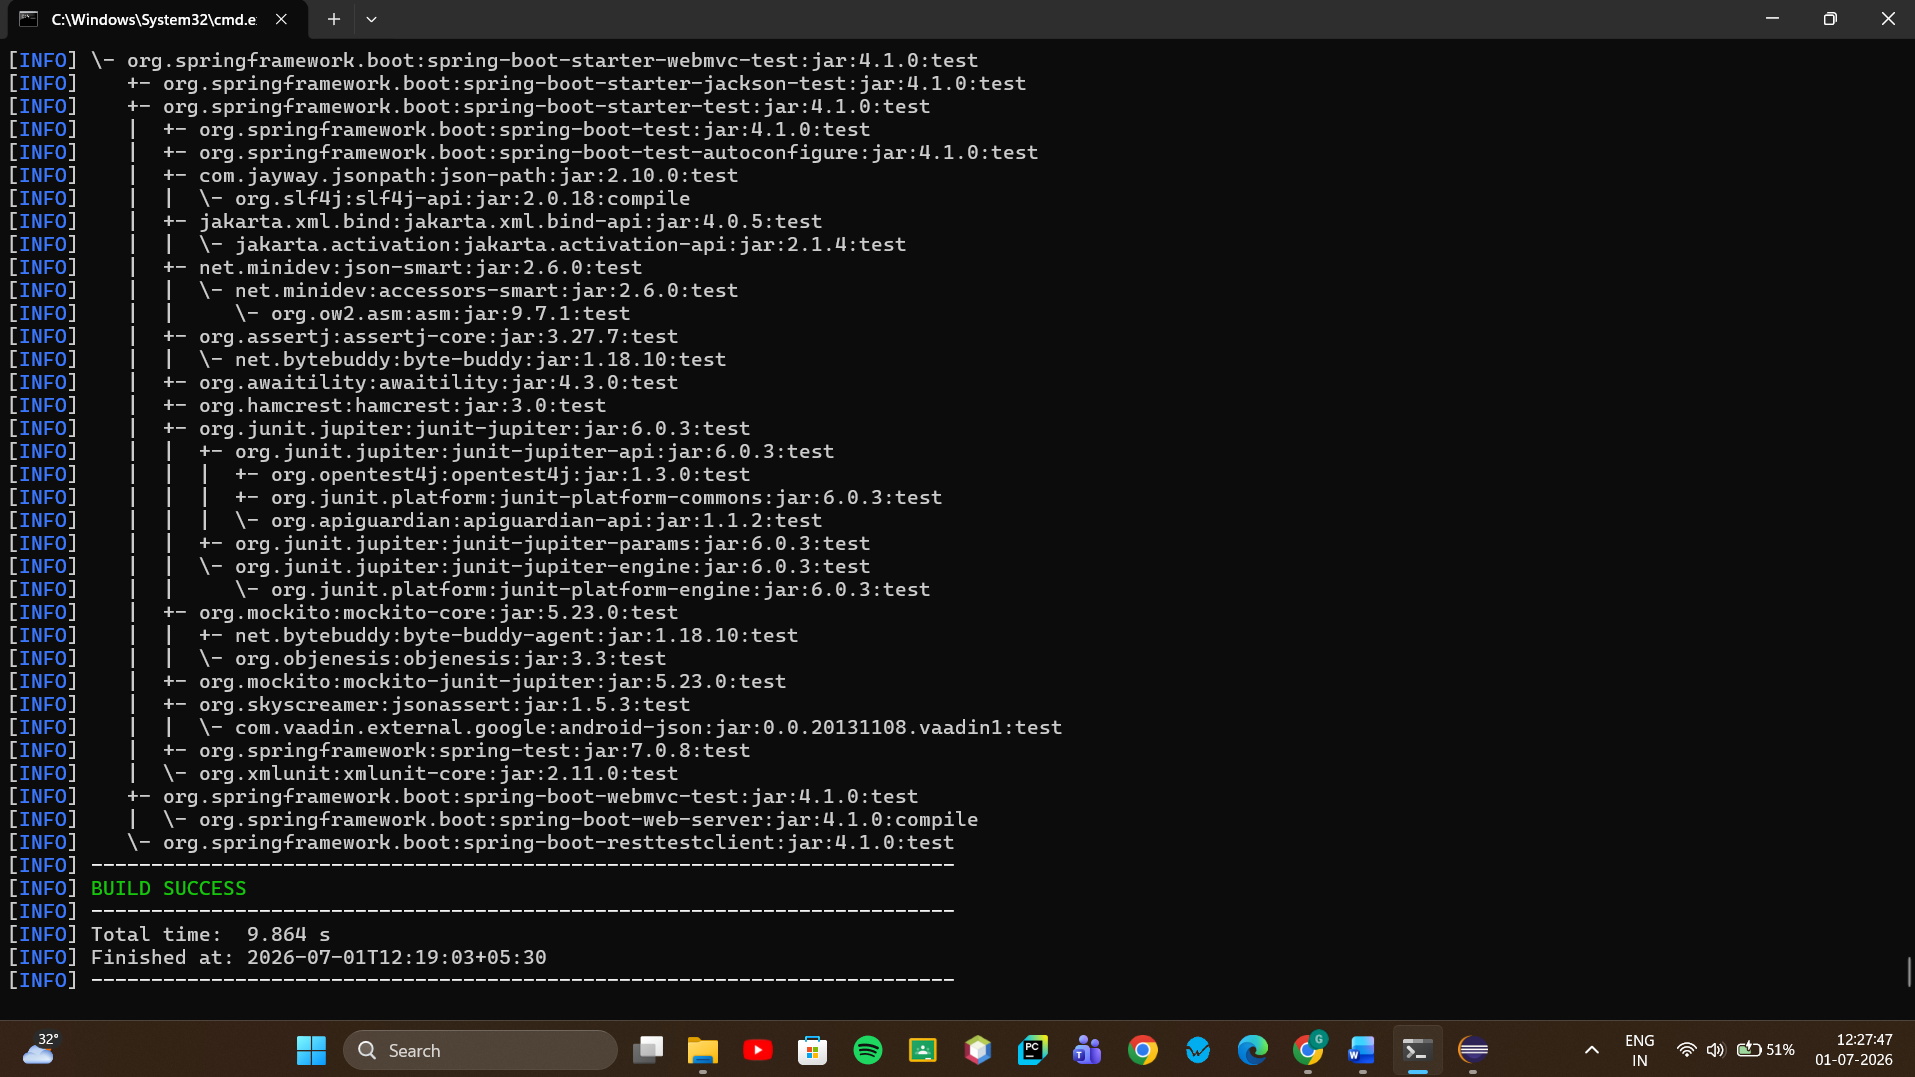 C:\Windows\System32\cmd.e
[INFO] \- org.springframework.boot:spring-boot-starter-webmvc-test:jar:4.1.0:test
[INFO]    +- org.springframework.boot:spring-boot-starter-jackson-test:jar:4.1.0:test
[INFO]    +- org.springframework.boot:spring-boot-starter-test:jar:4.1.0:test
[INFO]    |  +- org.springframework.boot:spring-boot-test:jar:4.1.0:test
[INFO]    |  +- org.springframework.boot:spring-boot-test-autoconfigure:jar:4.1.0:test
[INFO]    |  +- com.jayway.jsonpath:json-path:jar:2.10.0:test
[INFO]    |  |  \- org.slf4j:slf4j-api:jar:2.0.18:compile
[INFO]    |  +- jakarta.xml.bind:jakarta.xml.bind-api:jar:4.0.5:test
[INFO]    |  |  \- jakarta.activation:jakarta.activation-api:jar:2.1.4:test
[INFO]    |  +- net.minidev:json-smart:jar:2.6.0:test
[INFO]    |  |  \- net.minidev:accessors-smart:jar:2.6.0:test
[INFO]    |  |     \- org.ow2.asm:asm:jar:9.7.1:test
[INFO]    |  +- org.assertj:assertj-core:jar:3.27.7:test
[INFO]    |  |  \- net.bytebuddy:byte-buddy:jar:1.18.10:test
[INFO]    |  +- org.awaitility:awaitility:jar:4.3.0:test
[INFO]    |  +- org.hamcrest:hamcrest:jar:3.0:test
[INFO]    |  +- org.junit.jupiter:junit-jupiter:jar:6.0.3:test
[INFO]    |  |  +- org.junit.jupiter:junit-jupiter-api:jar:6.0.3:test
[INFO]    |  |  |  +- org.opentest4j:opentest4j:jar:1.3.0:test
[INFO]    |  |  |  +- org.junit.platform:junit-platform-commons:jar:6.0.3:test
[INFO]    |  |  |  \- org.apiguardian:apiguardian-api:jar:1.1.2:test
[INFO]    |  |  +- org.junit.jupiter:junit-jupiter-params:jar:6.0.3:test
[INFO]    |  |  \- org.junit.jupiter:junit-jupiter-engine:jar:6.0.3:test
[INFO]    |  |     \- org.junit.platform:junit-platform-engine:jar:6.0.3:test
[INFO]    |  +- org.mockito:mockito-core:jar:5.23.0:test
[INFO]    |  |  +- net.bytebuddy:byte-buddy-agent:jar:1.18.10:test
[INFO]    |  |  \- org.objenesis:objenesis:jar:3.3:test
[INFO]    |  +- org.mockito:mockito-junit-jupiter:jar:5.23.0:test
[INFO]    |  +- org.skyscreamer:jsonassert:jar:1.5.3:test
[INFO]    |  |  \- com.vaadin.external.google:android-json:jar:0.0.20131108.vaadin1:test
[INFO]    |  +- org.springframework:spring-test:jar:7.0.8:test
[INFO]    |  \- org.xmlunit:xmlunit-core:jar:2.11.0:test
[INFO]    +- org.springframework.boot:spring-boot-webmvc-test:jar:4.1.0:test
[INFO]    |  \- org.springframework.boot:spring-boot-web-server:jar:4.1.0:compile
[INFO]    \- org.springframework.boot:spring-boot-resttestclient:jar:4.1.0:test
[INFO] ------------------------------------------------------------------------
[INFO] BUILD SUCCESS
[INFO] ------------------------------------------------------------------------
[INFO] Total time:  9.864 s
[INFO] Finished at: 2026-07-01T12:19:03+05:30
[INFO] ------------------------------------------------------------------------
32°
Search
PC
T
G
W
ENG
IN
51%
12:27:47
01-07-2026